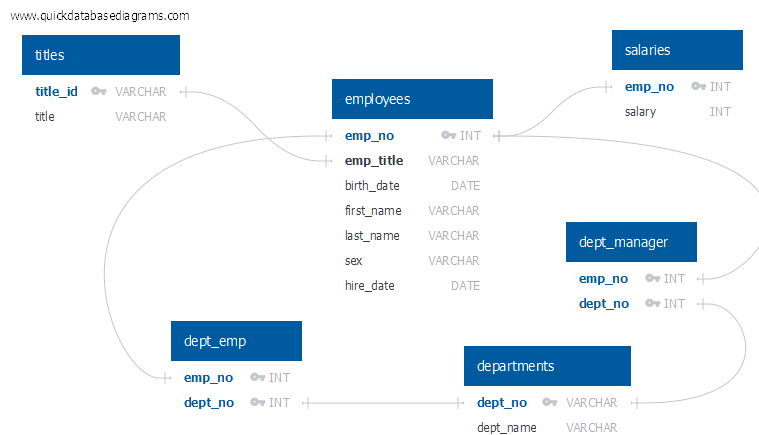 www.quickdatabasediagrams.com
titles
title_id VARCHAR
title VARCHAR
employees
emp_no INT
emp_title VARCHAR
birth_date DATE
first_name VARCHAR
last_name VARCHAR
sex VARCHAR
hire_date DATE
salaries
emp_no INT
salary INT
dept_manager
emp_no INT
dept_no INT
dept_emp
emp_no INT
dept_no INT
departments
dept_no VARCHAR
dept_name VARCHAR